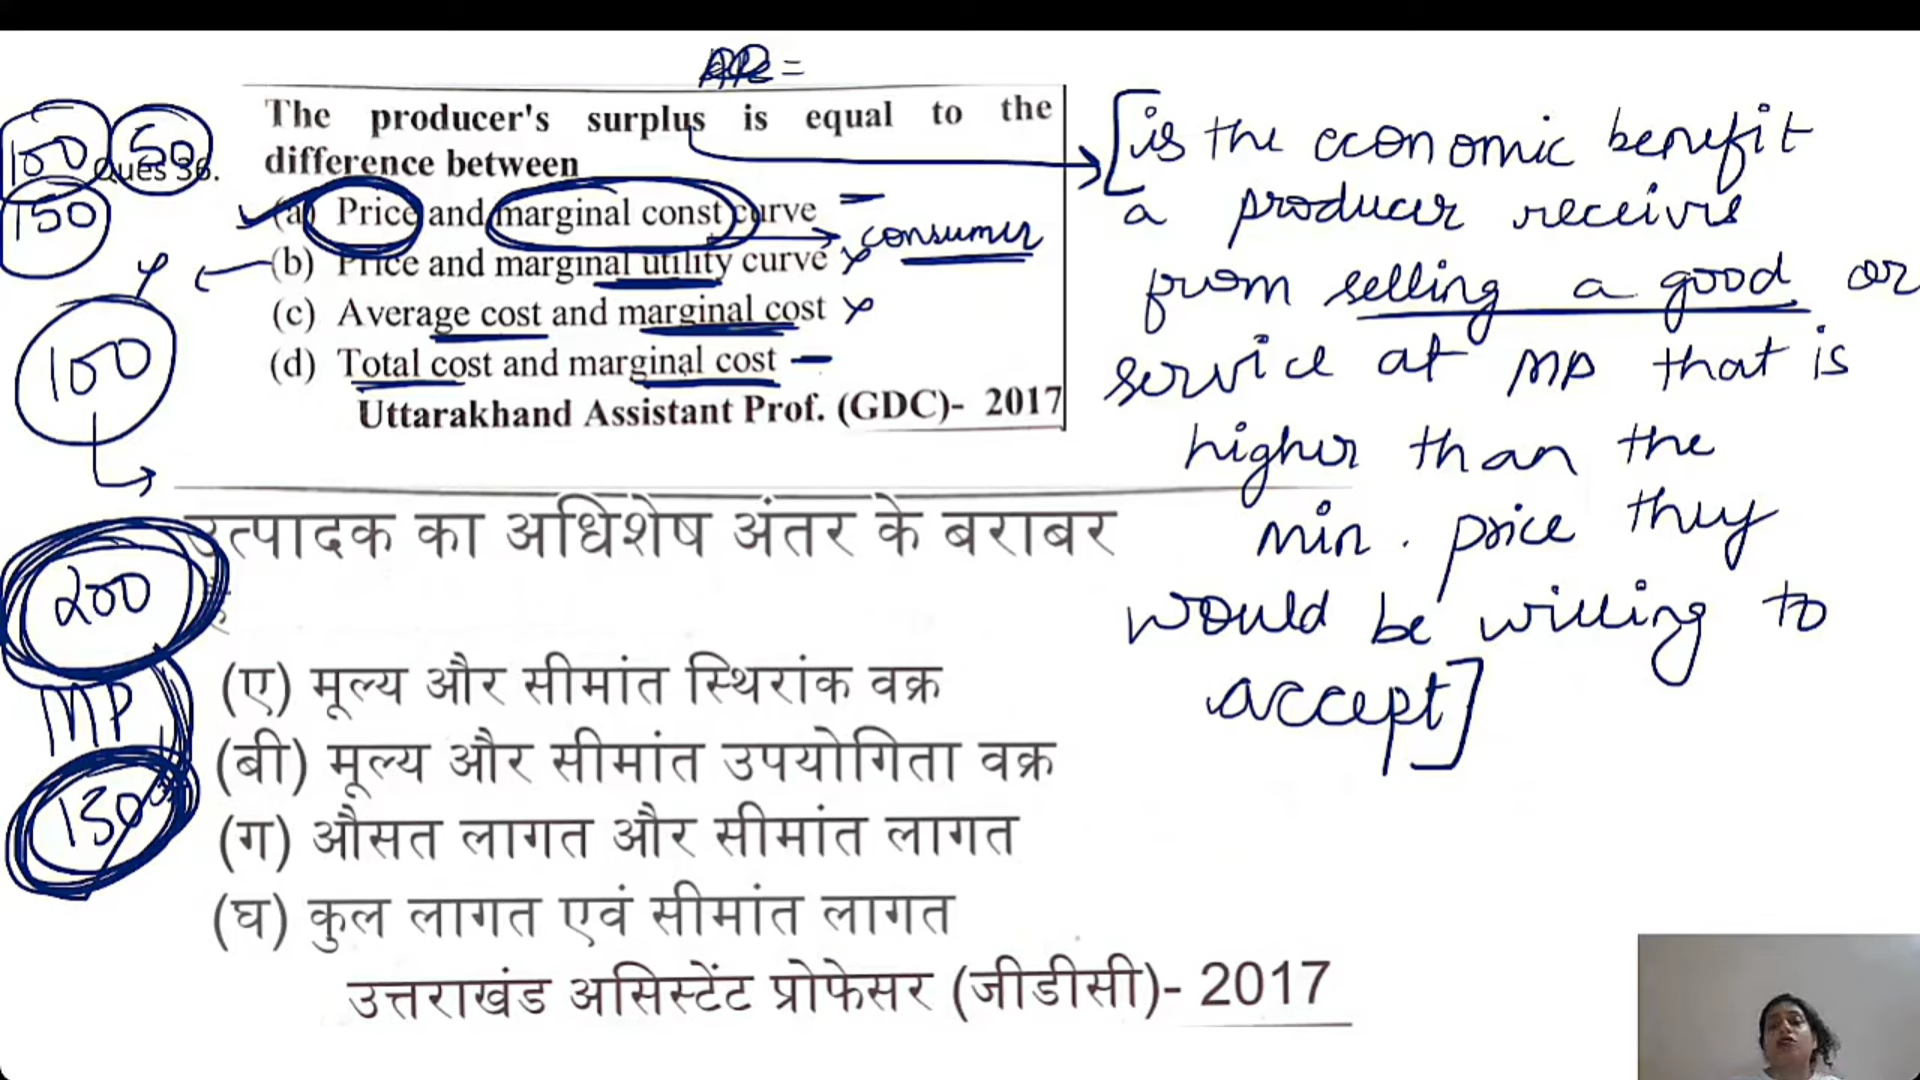 =
The producer's surplus is equal to the
difference between
Ques 36.
(a) Price and marginal const curve
(b) Price and marginal utility curve
(c) Average cost and marginal cost
(d) Total cost and marginal cost
Uttarakhand Assistant Prof. (GDC)- 2017
100
50
150
100
consumer
[is the economic benefit
a producer
from selling a good or
service at MP that is
higher than the
min. price they
would be willing to
accept]
उत्पादक का अधिशेष अंतर के बराबर
(ए) मूल्य और सीमांत स्थिरांक वक्र
(बी) मूल्य और सीमांत उपयोगिता वक्र
(ग) औसत लागत और सीमांत लागत
(घ) कुल लागत एवं सीमांत लागत
उत्तराखंड असिस्टेंट प्रोफेसर (जीडीसी)- 2017
200
MP
150